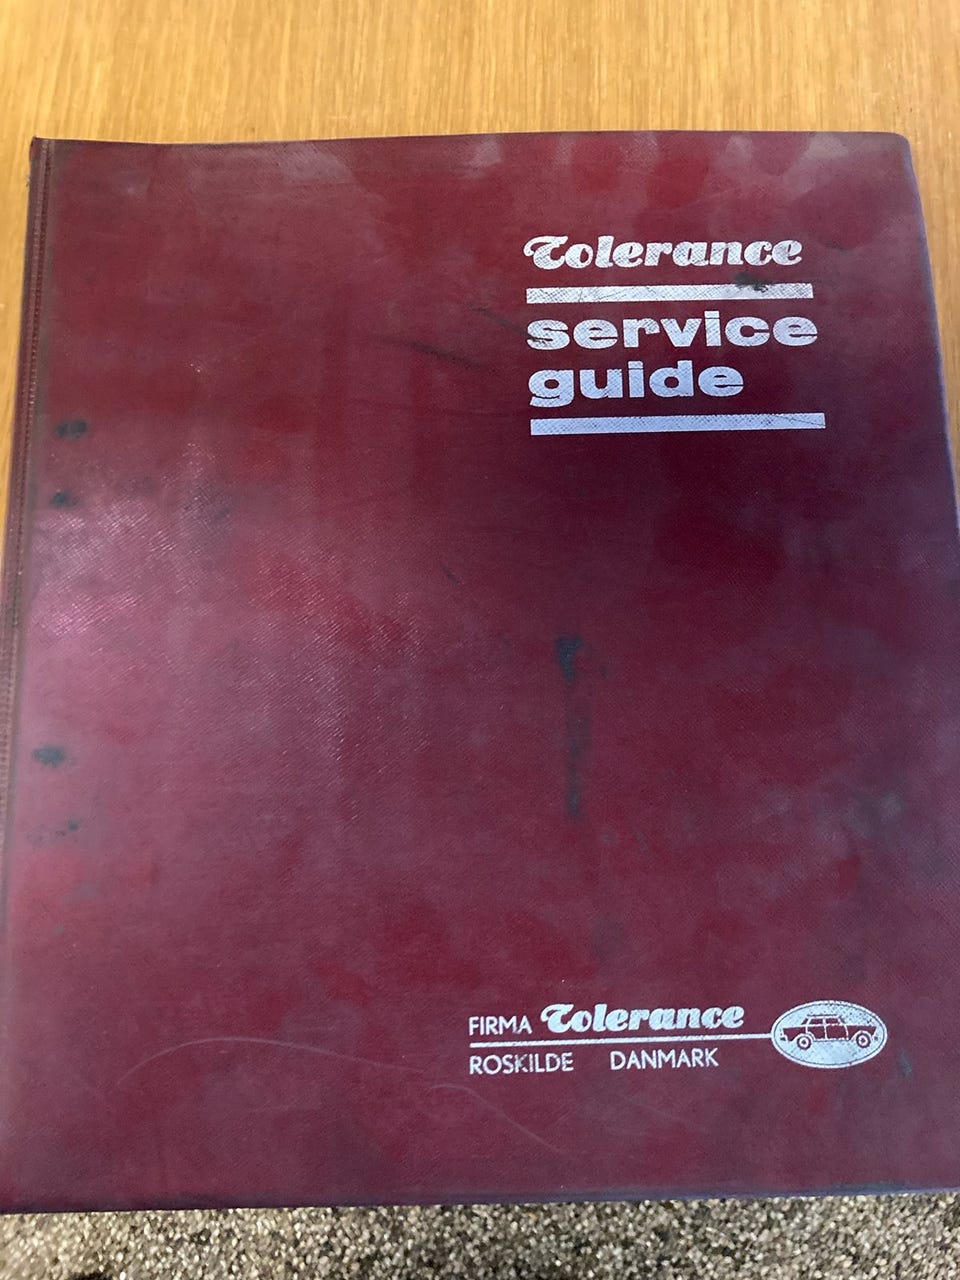 Tolerance
service
guide
FIRMA Tolerance
ROSKILDE DANMARK